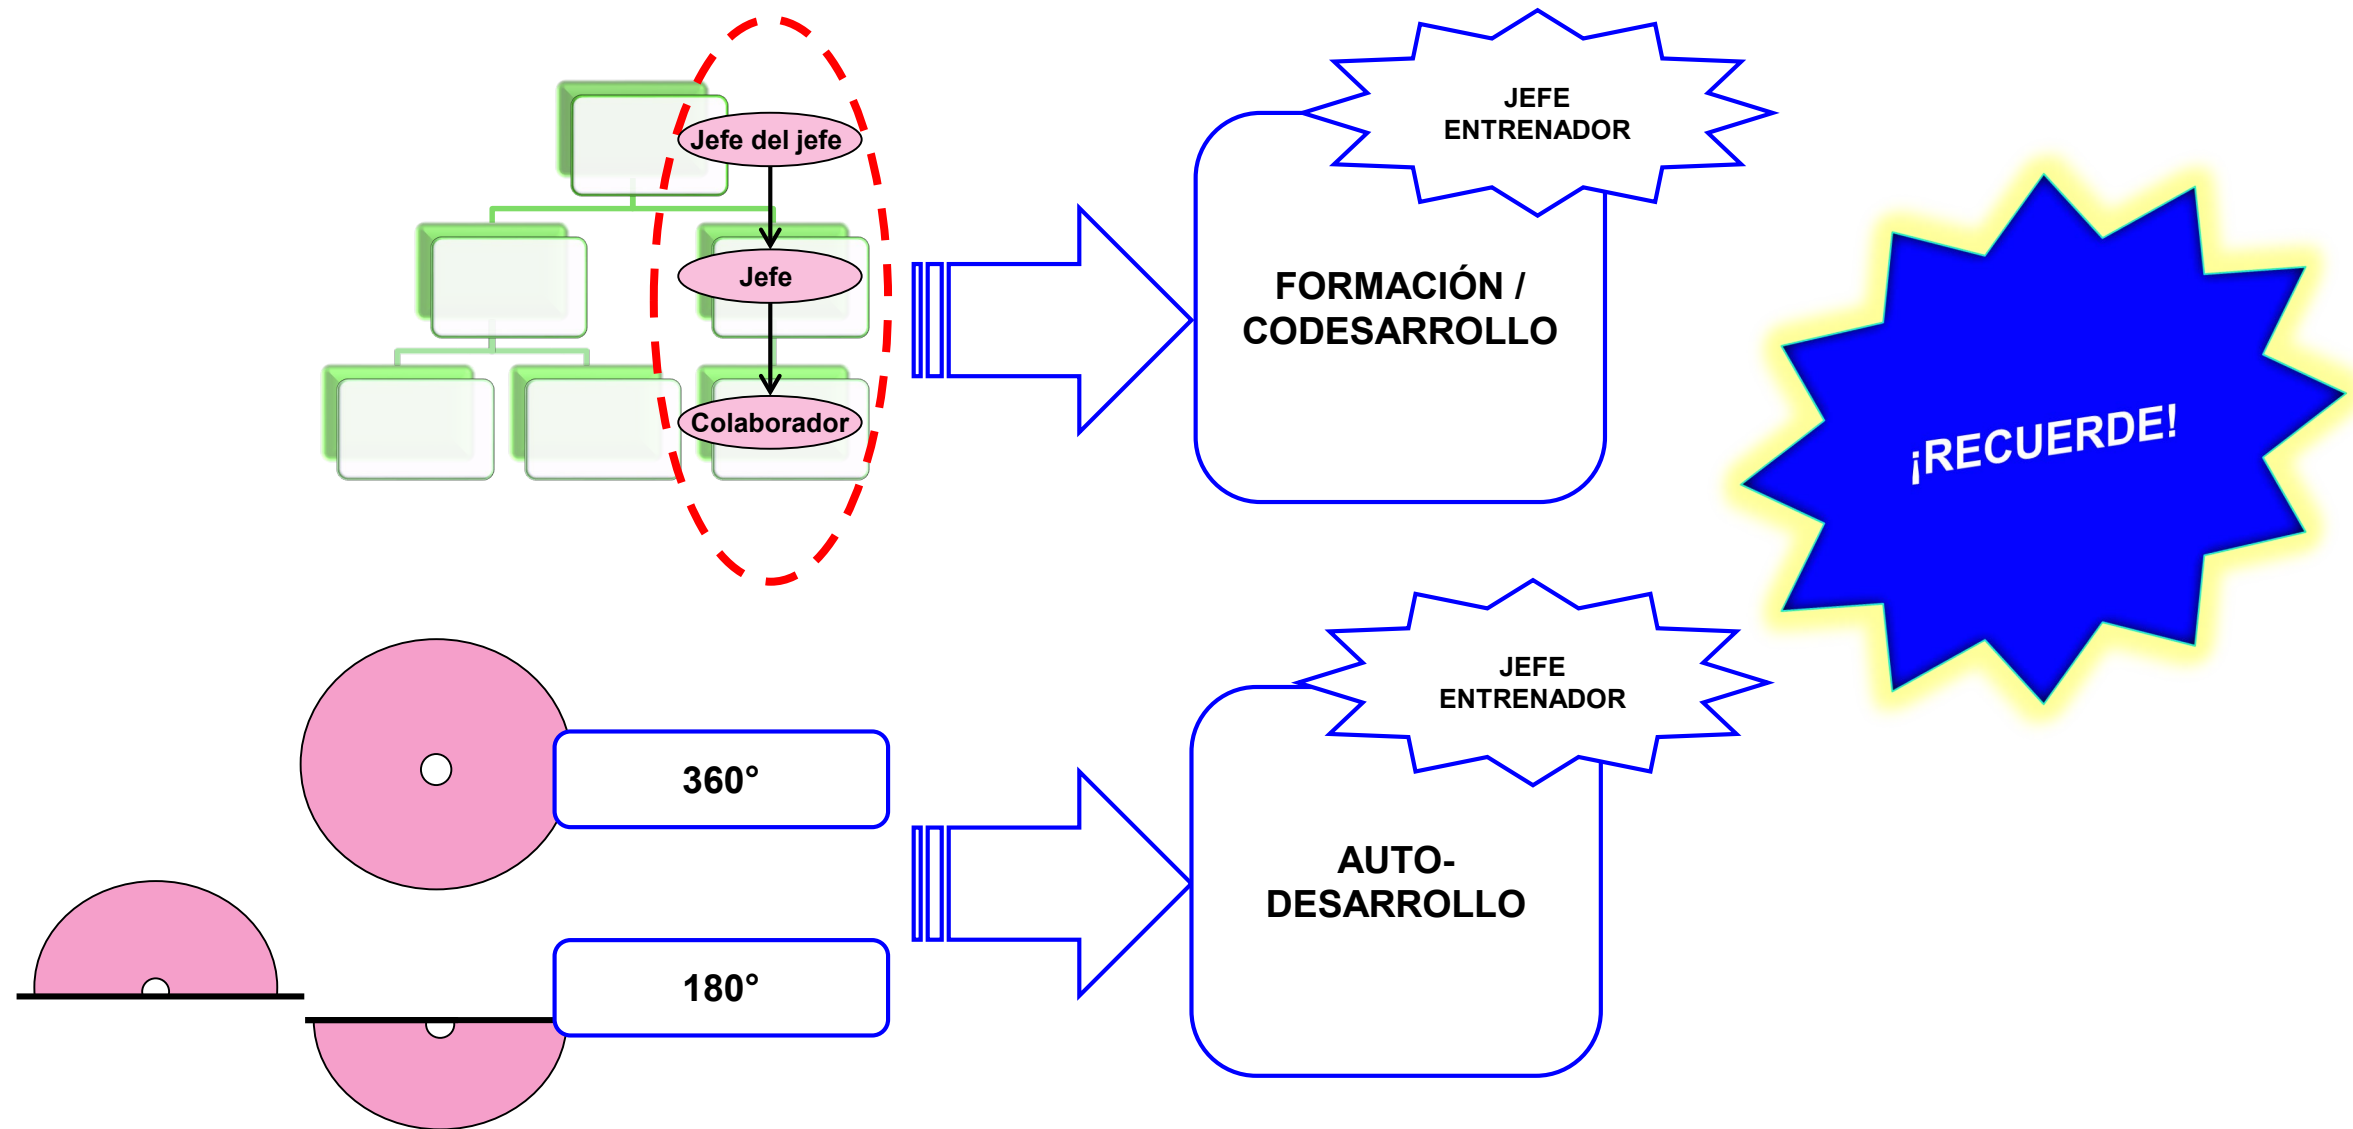 Jefe del jefe
Jefe
Colaborador
JEFE
ENTRENADOR
FORMACIÓN /
CODESARROLLO
¡RECUERDE!
360°
180°
JEFE
ENTRENADOR
AUTO-
DESARROLLO